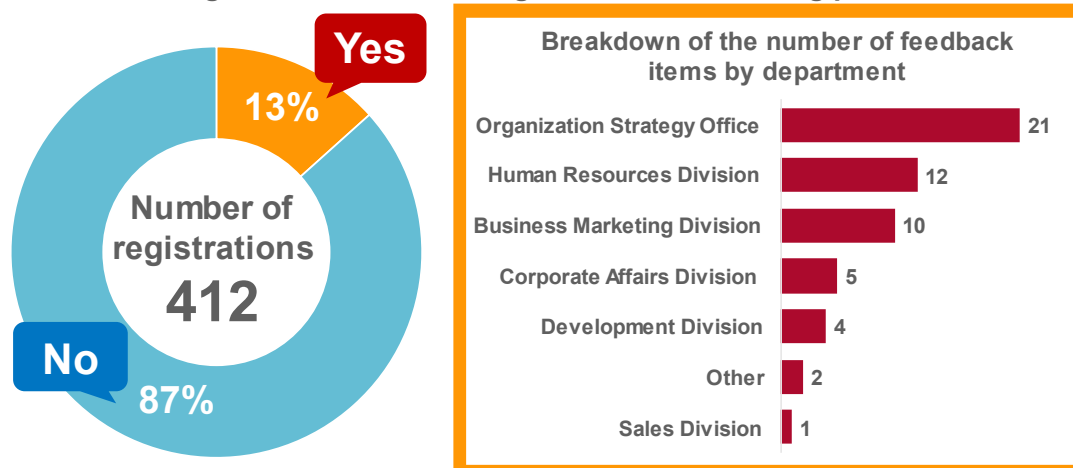 Yes
13%
Number of
registrations
412
No
87%
Breakdown of the number of feedback
items by department
Organization Strategy Office 21
Human Resources Division 12
Business Marketing Division 10
Corporate Affairs Division 5
Development Division 4
Other 2
Sales Division 1